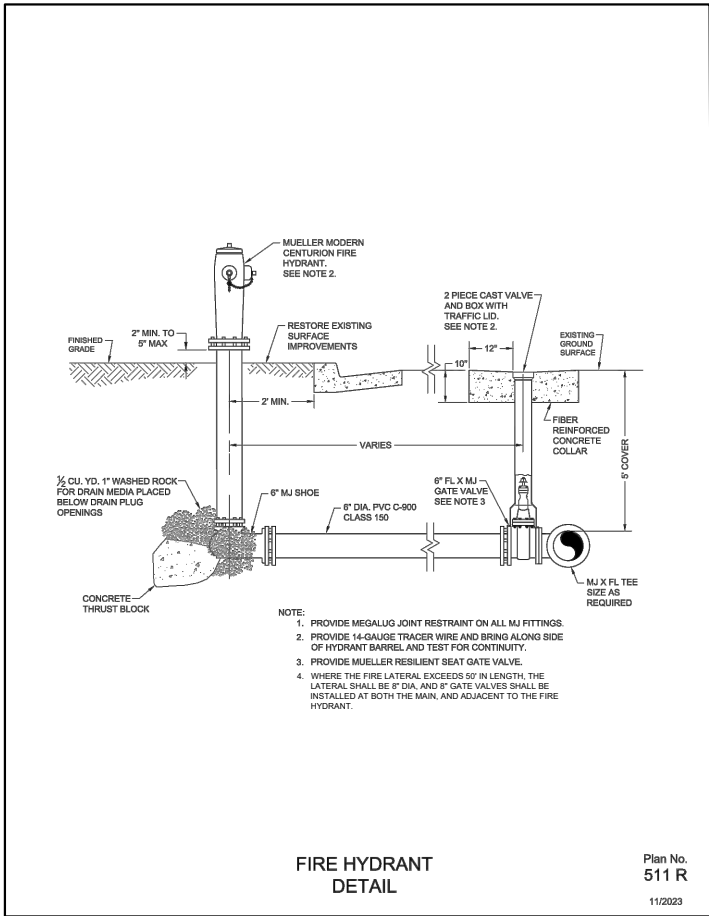 MUELLER MODERN
CENTURION FIRE
HYDRANT.
SEE NOTE 2.
2 PIECE CAST VALVE
AND BOX WITH
TRAFFIC LID.
SEE NOTE 2.
2" MIN. TO
5" MAX
RESTORE EXISTING
SURFACE
IMPROVEMENTS
FINISHED
GRADE
EXISTING
GROUND
SURFACE
12"
10"
2' MIN.
FIBER
REINFORCED
CONCRETE
COLLAR
VARIES
5' COVER
½ CU. YD. 1" WASHED ROCK
FOR DRAIN MEDIA PLACED
BELOW DRAIN PLUG
OPENINGS
6" MJ SHOE
6" DIA. PVC C-900
CLASS 150
6" FL X MJ
GATE VALVE
SEE NOTE 3
CONCRETE
THRUST BLOCK
MJ X FL TEE
SIZE AS
REQUIRED
NOTE:
1. PROVIDE MEGALUG JOINT RESTRAINT ON ALL MJ FITTINGS.
2. PROVIDE 14-GAUGE TRACER WIRE AND BRING ALONG SIDE
OF HYDRANT BARREL AND TEST FOR CONTINUITY.
3. PROVIDE MUELLER RESILIENT SEAT GATE VALVE.
4. WHERE THE FIRE LATERAL EXCEEDS 50' IN LENGTH, THE
LATERAL SHALL BE 8" DIA, AND 8" GATE VALVES SHALL BE
INSTALLED AT BOTH THE MAIN, AND ADJACENT TO THE FIRE
HYDRANT.
FIRE HYDRANT
DETAIL
Plan No.
511 R
11/2023